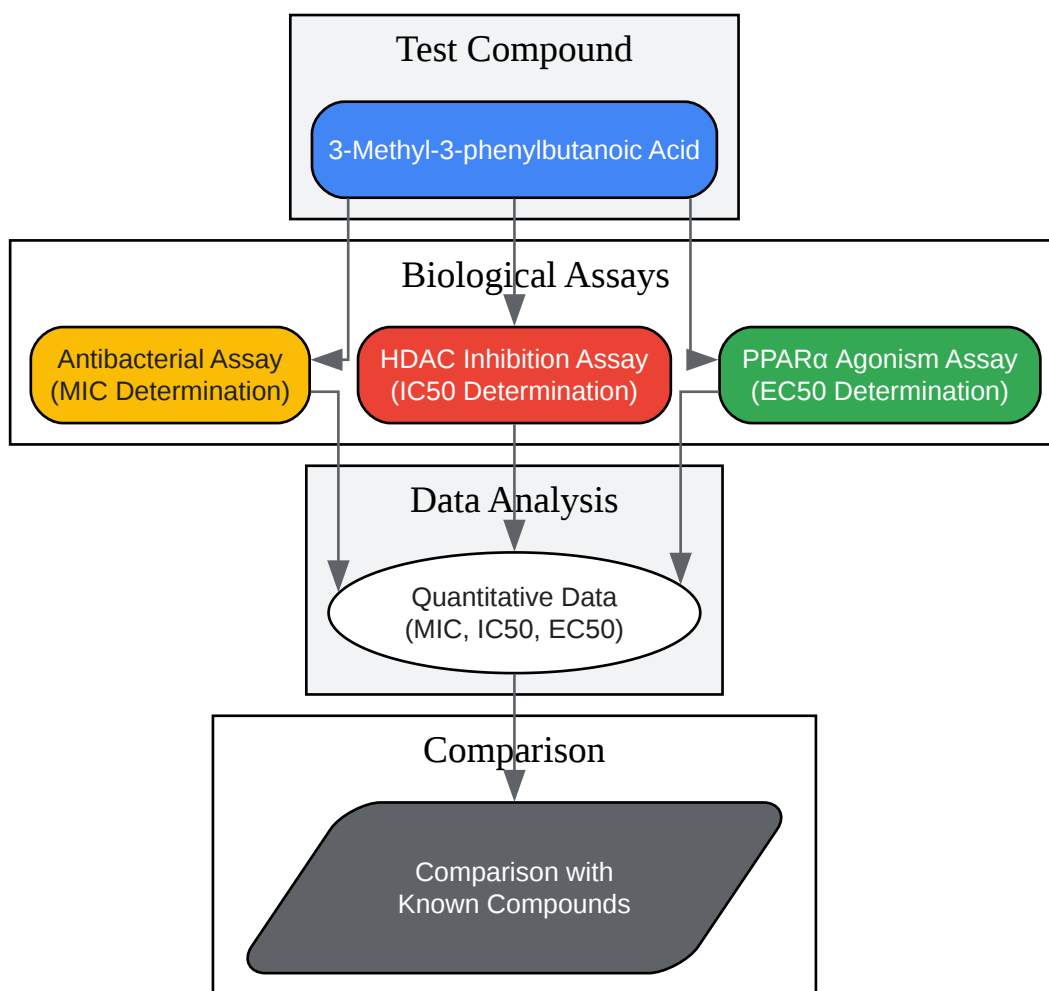 Test Compound
3-Methyl-3-phenylbutanoic Acid
Biological Assays
Antibacterial Assay
(MIC Determination)
HDAC Inhibition Assay
(IC50 Determination)
PPARα Agonism Assay
(EC50 Determination)
Data Analysis
Quantitative Data
(MIC, IC50, EC50)
Comparison
Comparison with
Known Compounds